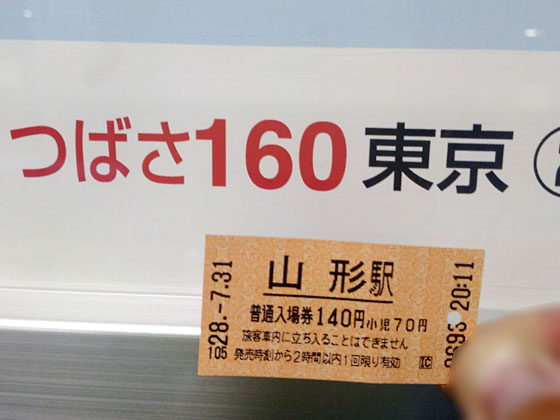 つばさ160 東京
山形駅
28.-7.31
普通入場券140円小児70円
旅客車内に立ち入ることはできません
発売時刻から2時間以内1回限り有効
105
IC
20:11